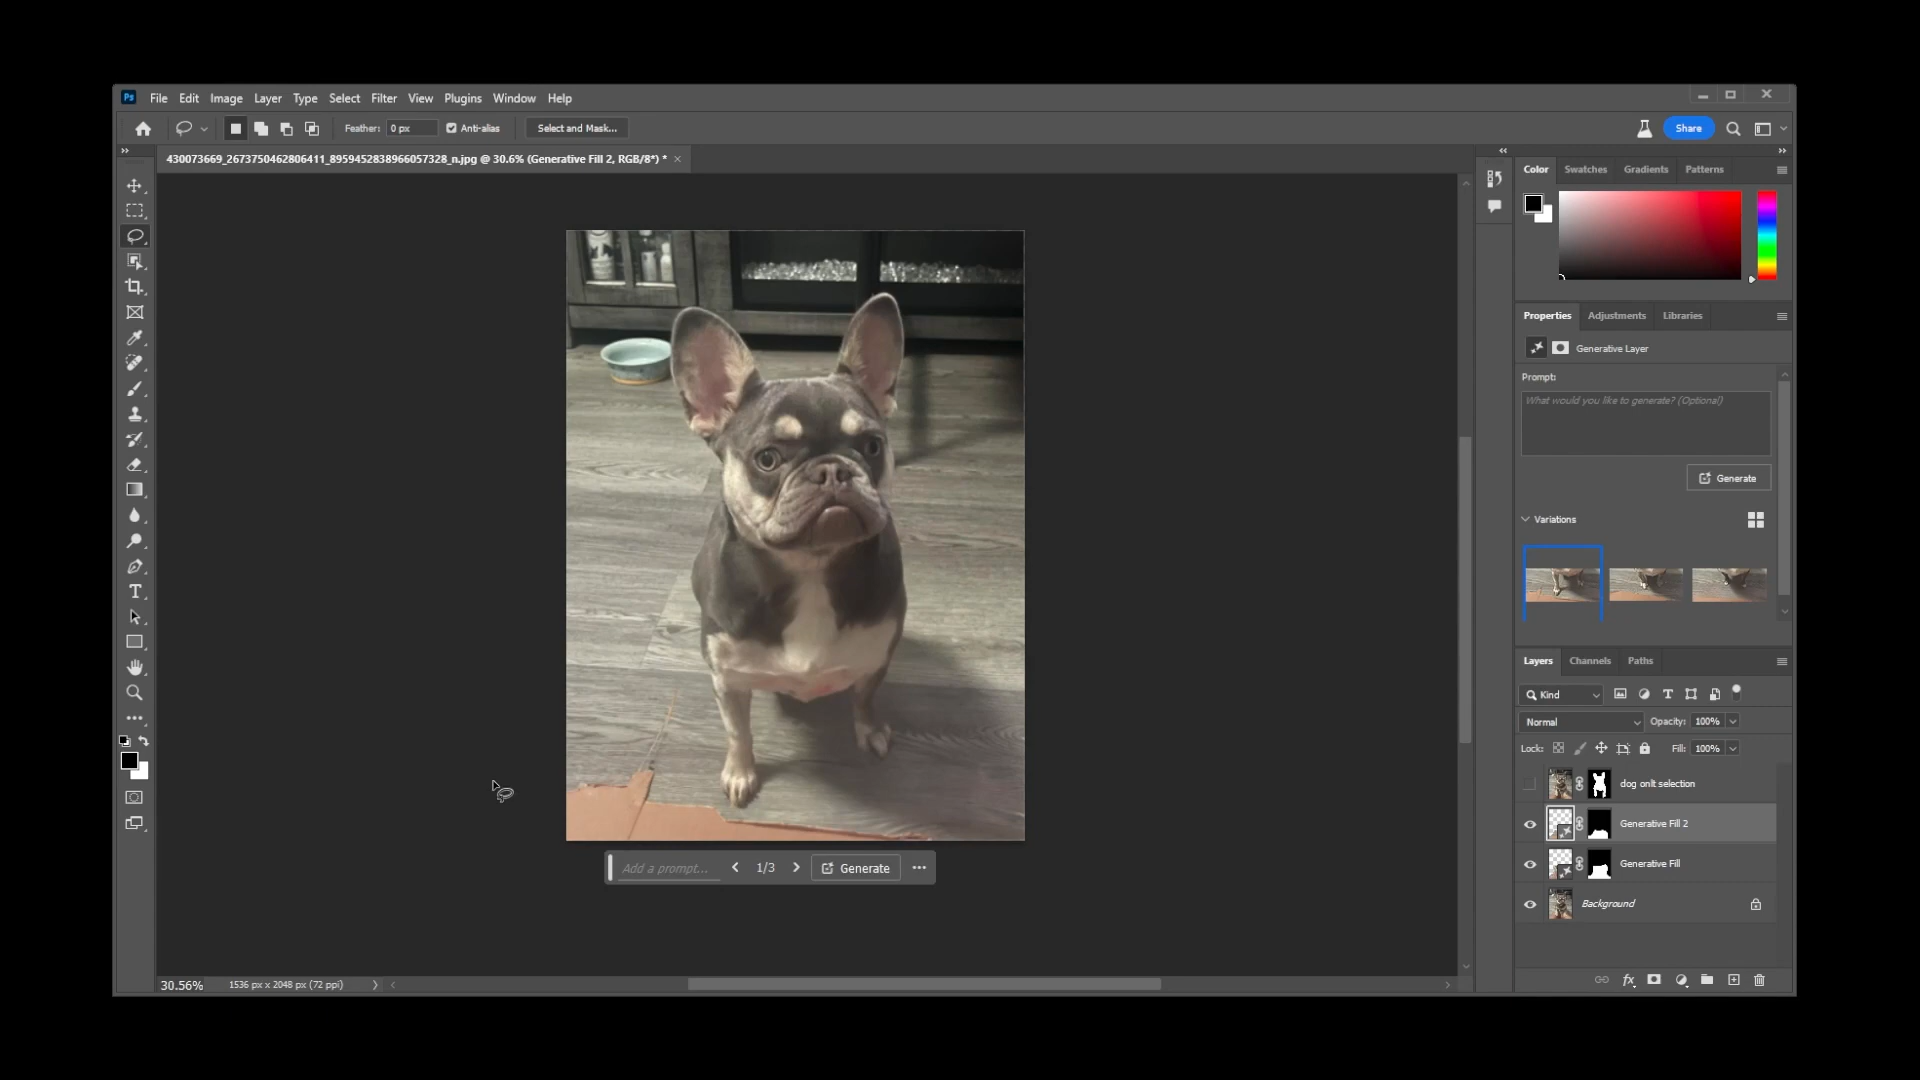 Ps File Edit Image Layer Type Select Filter View Plugins Window Help
Feather: 0 px Anti-alias Select and Mask... Share
430073669_2673750462806411_8959452838966057328_n.jpg @ 30.6% (Generative Fill 2, RGB/8*) *
Color Swatches Gradients Patterns
Properties Adjustments Libraries
Generative Layer
Prompt:
What would you like to generate? (Optional)
Generate
Variations
Layers Channels Paths
Kind
Normal Opacity: 100%
Lock: Fill: 100%
dog onlt selection
Generative Fill 2
Generative Fill
Background
Add a prompt... 1/3 Generate
30.56% 1536 px x 2048 px (72 ppi)